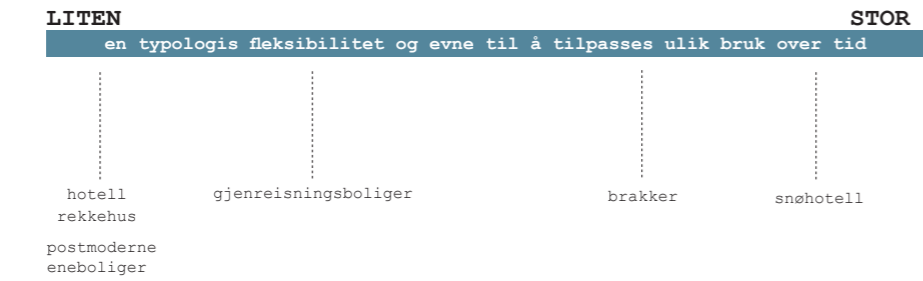 LITEN STOR
en typologis fleksibilitet og evne til å tilpasses ulik bruk over tid
hotell gjenreisningsboliger brakker snøhotell
rekkehus
postmoderne
eneboliger